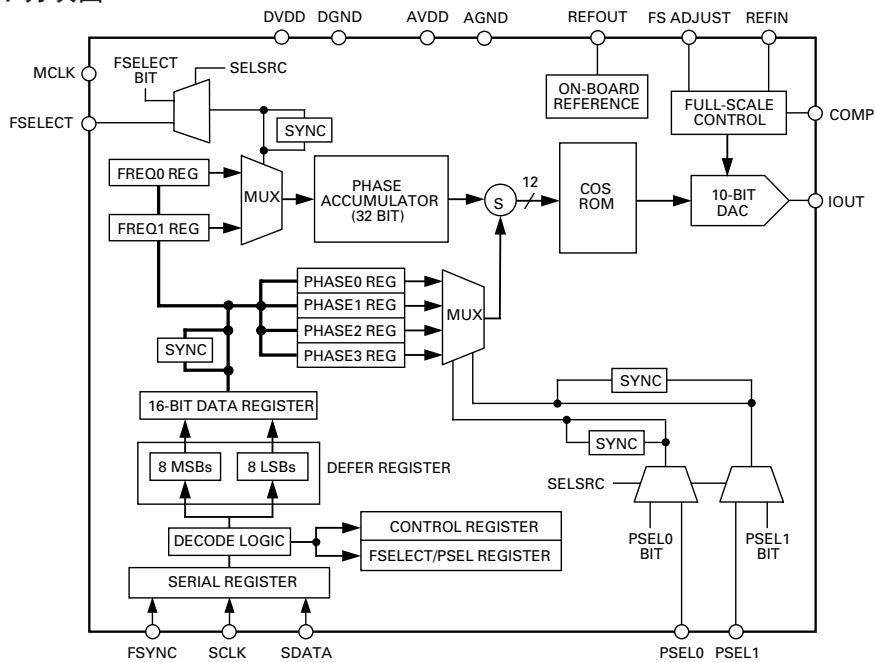 DVDD DGND AVDD AGND REFOUT FS ADJUST REFIN
MCLK
FSELECT
BIT
SELSRC
FSELECT
SYNC
ON-BOARD
REFERENCE
FULL-SCALE
CONTROL
COMP
FREQ0 REG
FREQ1 REG
MUX
PHASE
ACCUMULATOR
(32 BIT)
S
12
COS
ROM
10-BIT
DAC
IOUT
PHASE0 REG
PHASE1 REG
PHASE2 REG
PHASE3 REG
MUX
SYNC
SYNC
SYNC
16-BIT DATA REGISTER
8 MSBs
8 LSBs
DEFER REGISTER
SELSRC
DECODE LOGIC
CONTROL REGISTER
FSELECT/PSEL REGISTER
PSEL0
BIT
PSEL1
BIT
SERIAL REGISTER
FSYNC SCLK SDATA PSEL0 PSEL1